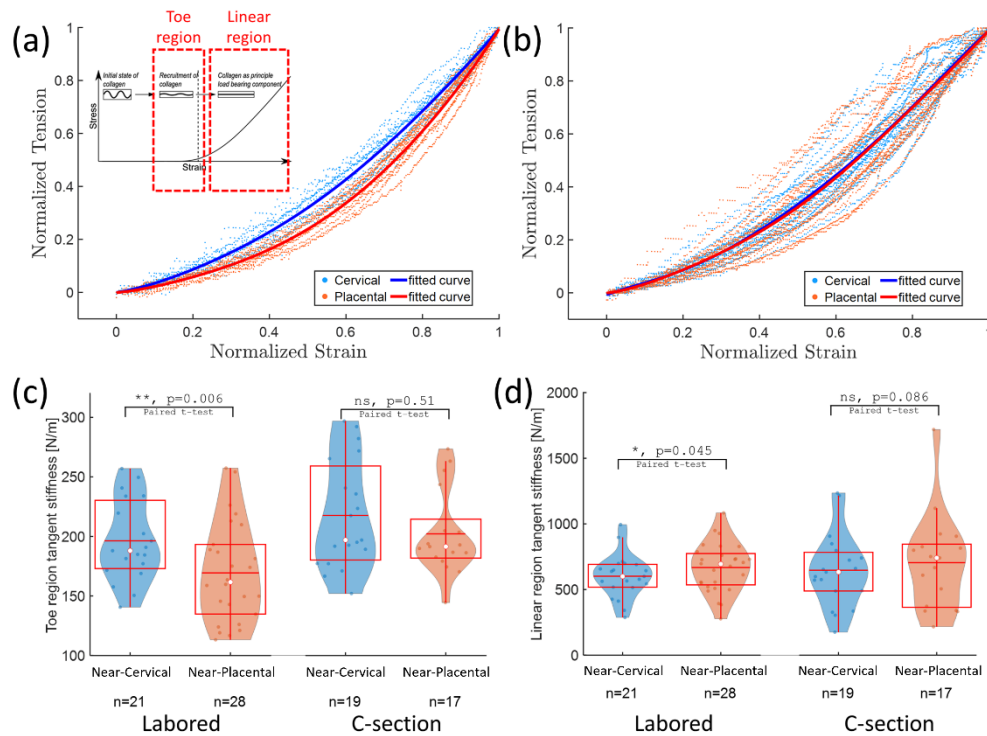 (a)
Toe region
Linear region
Initial state of collagen
Recruitment of collagen
Collagen as principle load bearing component
Stress
Strain
1
0.8
0.6
0.4
0.2
0
Normalized Tension
Cervical
fitted curve
Placental
fitted curve
0
0.2
0.4
0.6
0.8
1
Normalized Strain
(b)
1
0.8
0.6
0.4
0.2
0
Normalized Tension
Cervical
fitted curve
Placental
fitted curve
0
0.2
0.4
0.6
0.8
1
Normalized Strain
(c)
**, p=0.006
Paired t-test
ns, p=0.51
Paired t-test
300
250
200
150
100
Toe region tangent stiffness [N/m]
Near-Cervical
Near-Placental
Near-Cervical
Near-Placental
n=21
n=28
n=19
n=17
Labored
C-section
(d)
ns, p=0.086
Paired t-test
*, p=0.045
Paired t-test
2000
1500
1000
500
0
Linear region tangent stiffness [N/m]
Near-Cervical
Near-Placental
Near-Cervical
Near-Placental
n=21
n=28
n=19
n=17
Labored
C-section